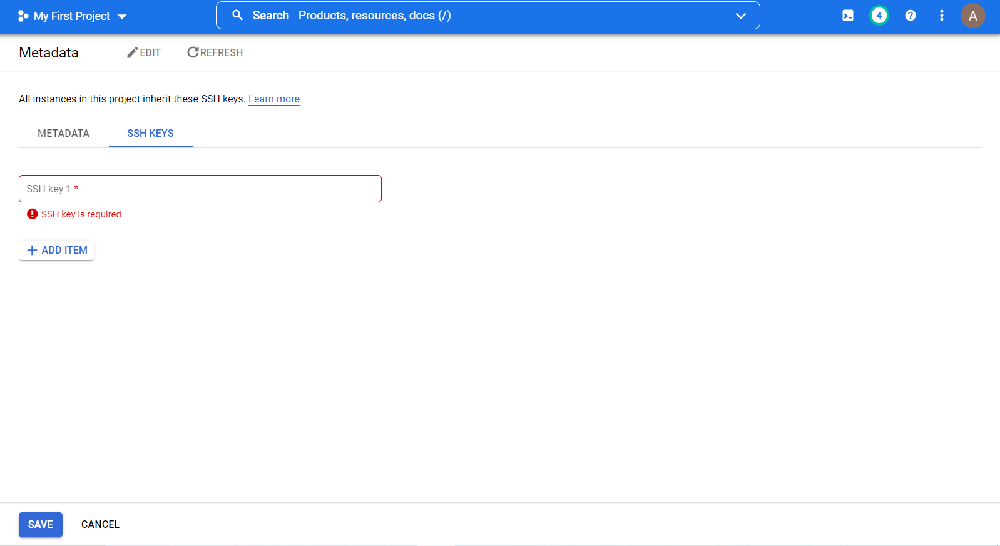 My First Project
Search Products, resources, docs (/)
4
A
Metadata
EDIT
REFRESH
All instances in this project inherit these SSH keys. Learn more
METADATA
SSH KEYS
SSH key 1 *
SSH key is required
ADD ITEM
SAVE
CANCEL